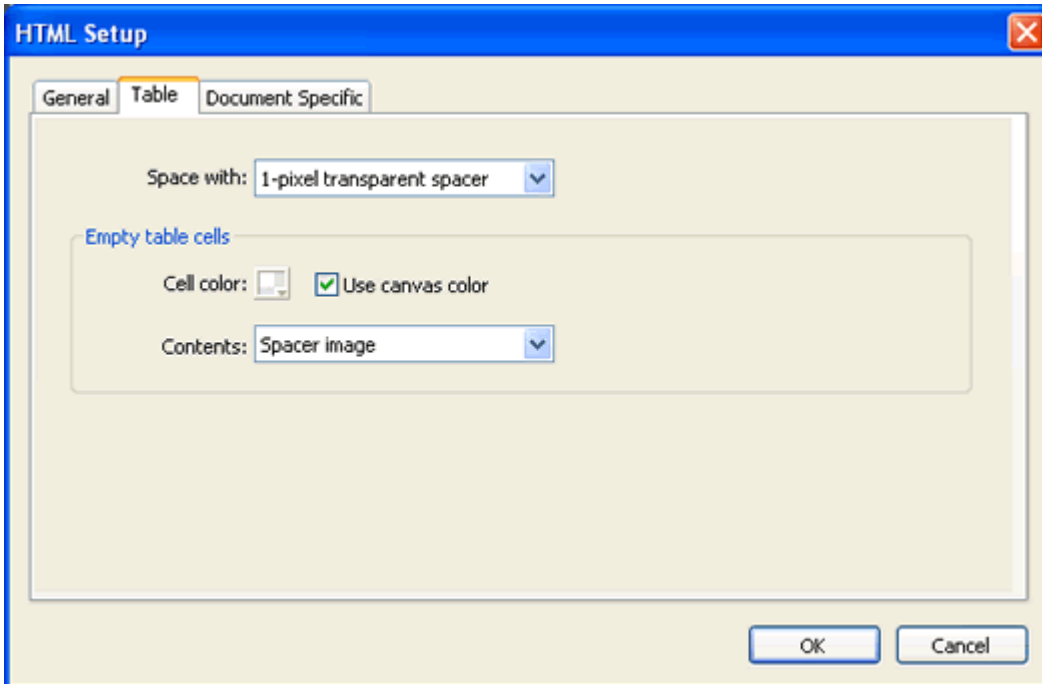 HTML Setup
General Table Document Specific
Space with: 1-pixel transparent spacer
Empty table cells
Cell color: Use canvas color
Contents: Spacer image
OK Cancel